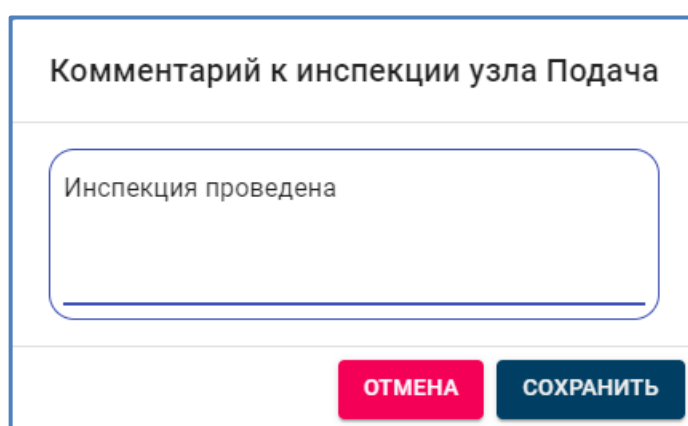 Комментарий к инспекции узла Подача
Инспекция проведена
ОТМЕНА СОХРАНИТЬ